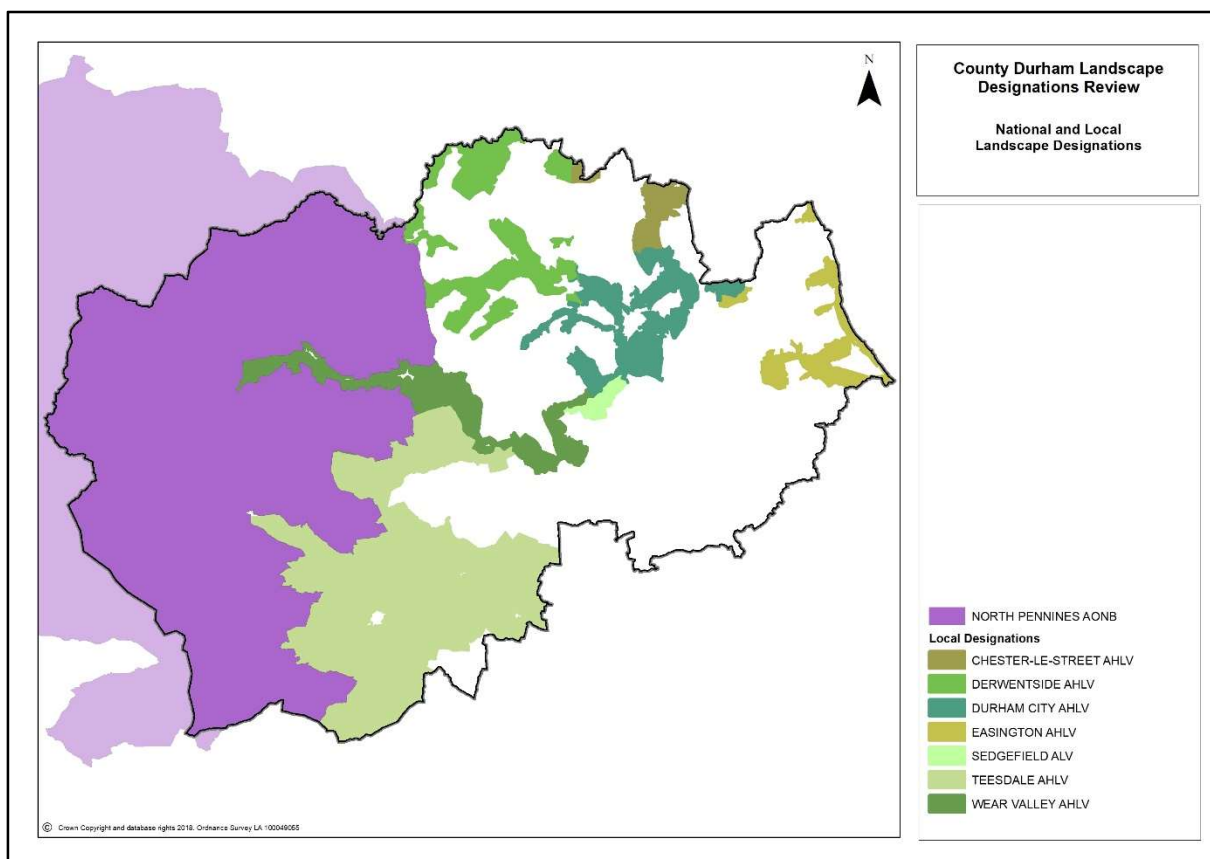 N
County Durham Landscape
Designations Review
National and Local
Landscape Designations
NORTH PENNINES AONB
Local Designations
CHESTER-LE-STREET AHLV
DERWENTSIDE AHLV
DURHAM CITY AHLV
EASINGTON AHLV
SEDGEFIELD ALV
TEESDALE AHLV
WEAR VALLEY AHLV
© Crown Copyright and database rights 2018. Ordnance Survey LA 100049055